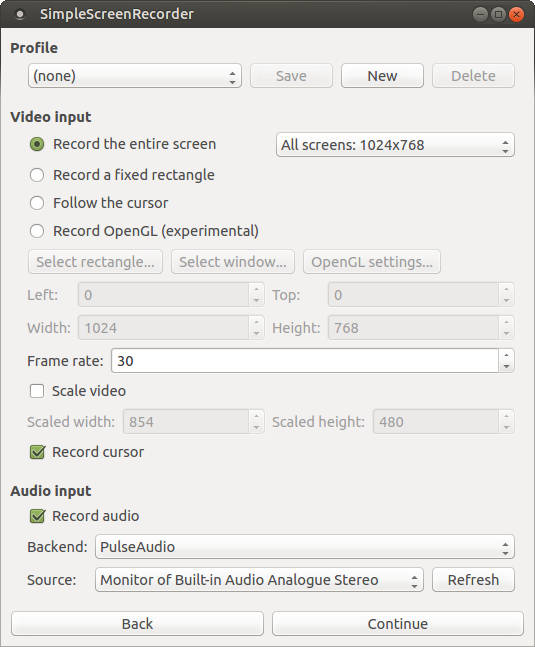 SimpleScreenRecorder
Profile
(none) Save New Delete
Video input
Record the entire screen All screens: 1024x768
Record a fixed rectangle
Follow the cursor
Record OpenGL (experimental)
Select rectangle... Select window... OpenGL settings...
Left: 0 Top: 0
Width: 1024 Height: 768
Frame rate: 30
Scale video
Scaled width: 854 Scaled height: 480
Record cursor
Audio input
Record audio
Backend: PulseAudio
Source: Monitor of Built-in Audio Analogue Stereo Refresh
Back Continue